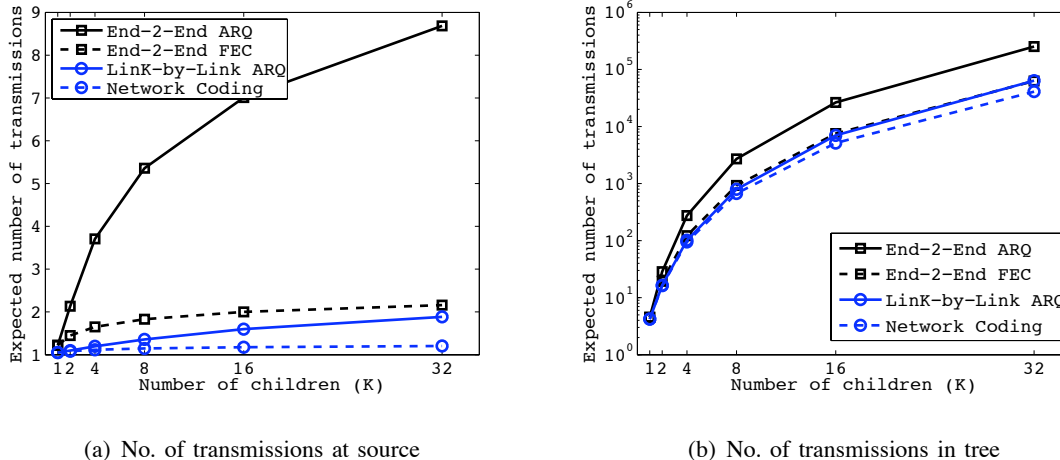 Expected number of transmissions
9
8
7
6
5
4
3
2
1
End-2-End ARQ
End-2-End FEC
LinK-by-Link ARQ
Network Coding
1 2 4 8 16 32
Number of children (K)
(a) No. of transmissions at source
Expected number of transmissions
10^6
10^5
10^4
10^3
10^2
10^1
10^0
End-2-End ARQ
End-2-End FEC
LinK-by-Link ARQ
Network Coding
1 2 4 8 16 32
Number of children (K)
(b) No. of transmissions in tree